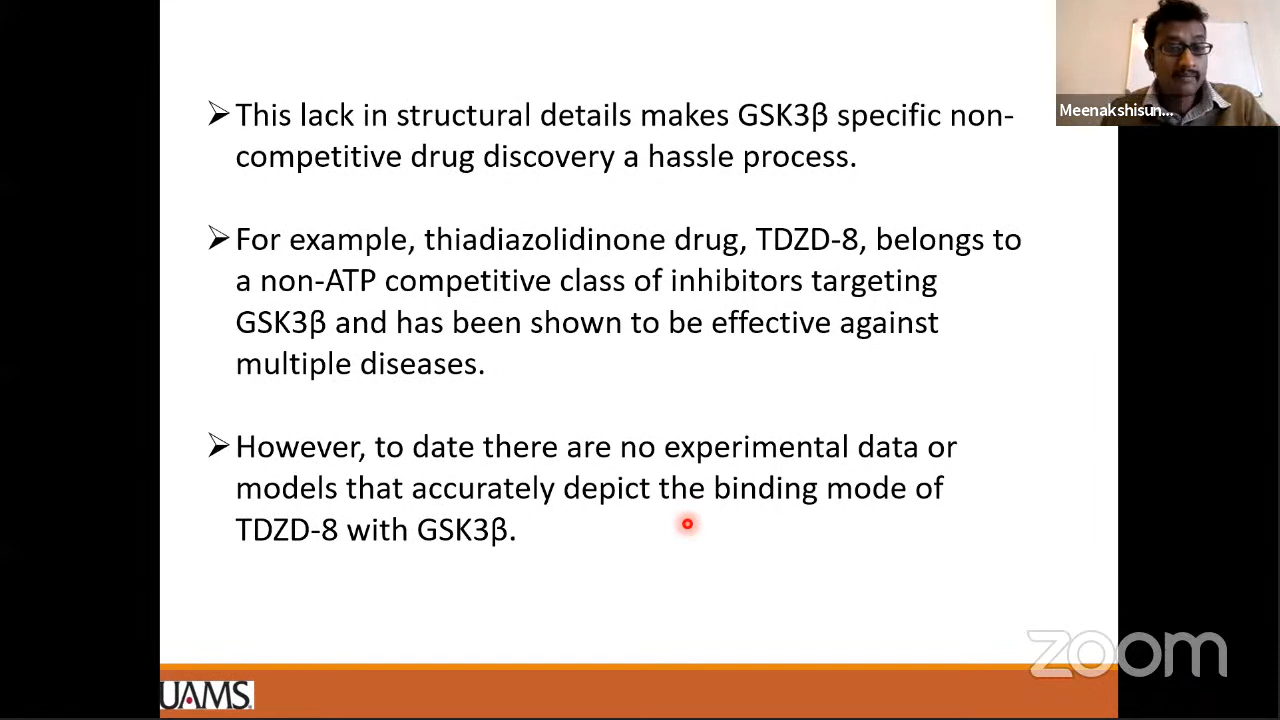 ➢This lack in structural details makes GSK3β specific non-
competitive drug discovery a hassle process.
➢For example, thiadiazolidinone drug, TDZD-8, belongs to
a non-ATP competitive class of inhibitors targeting
GSK3β and has been shown to be effective against
multiple diseases.
➢However, to date there are no experimental data or
models that accurately depict the binding mode of
TDZD-8 with GSK3β.
Meenakshisun...
zoom
UAMS